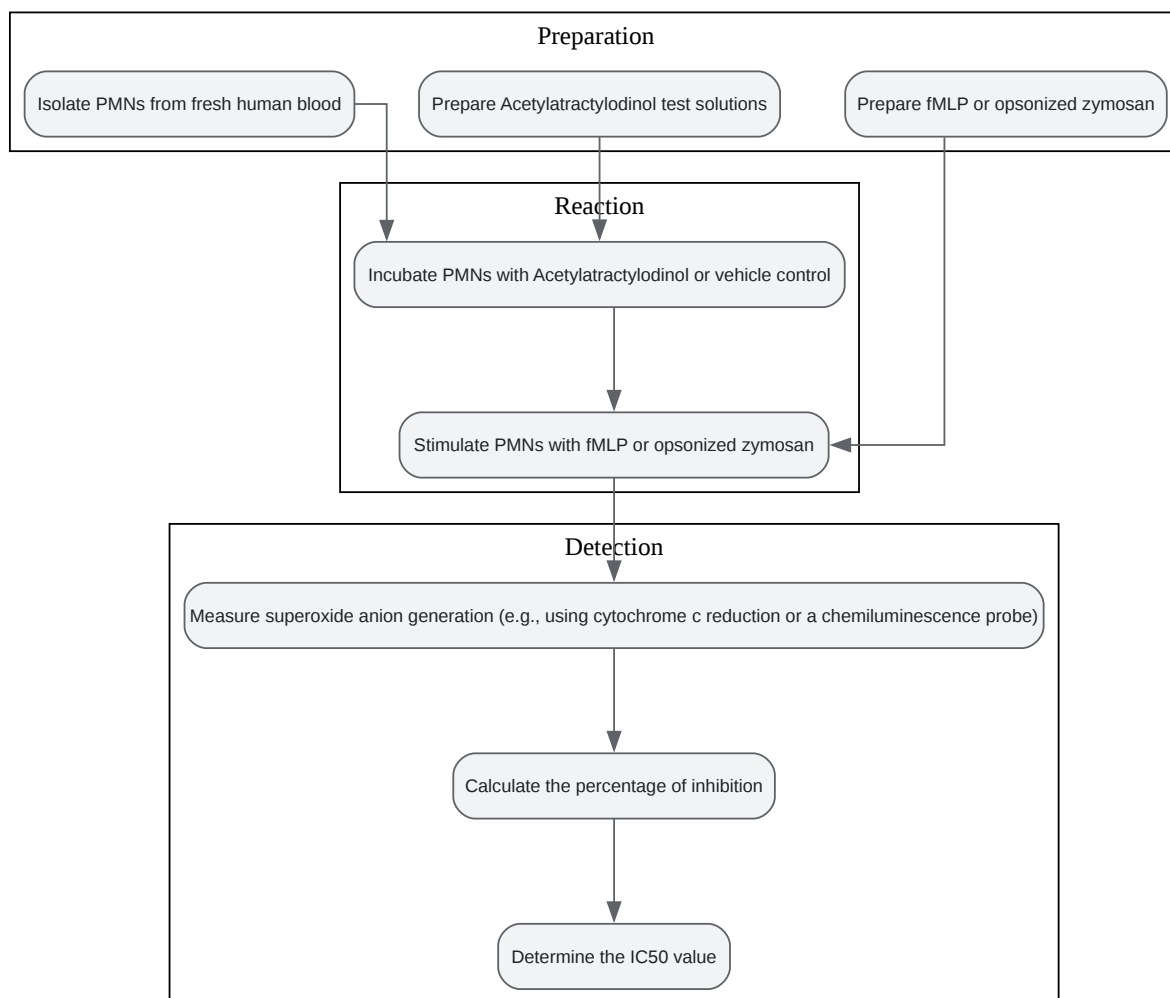 Preparation
Isolate PMNs from fresh human blood
Prepare Acetylatractylodinol test solutions
Prepare fMLP or opsonized zymosan
Reaction
Incubate PMNs with Acetylatractylodinol or vehicle control
Stimulate PMNs with fMLP or opsonized zymosan
Detection
Measure superoxide anion generation (e.g., using cytochrome c reduction or a chemiluminescence probe)
Calculate the percentage of inhibition
Determine the IC50 value